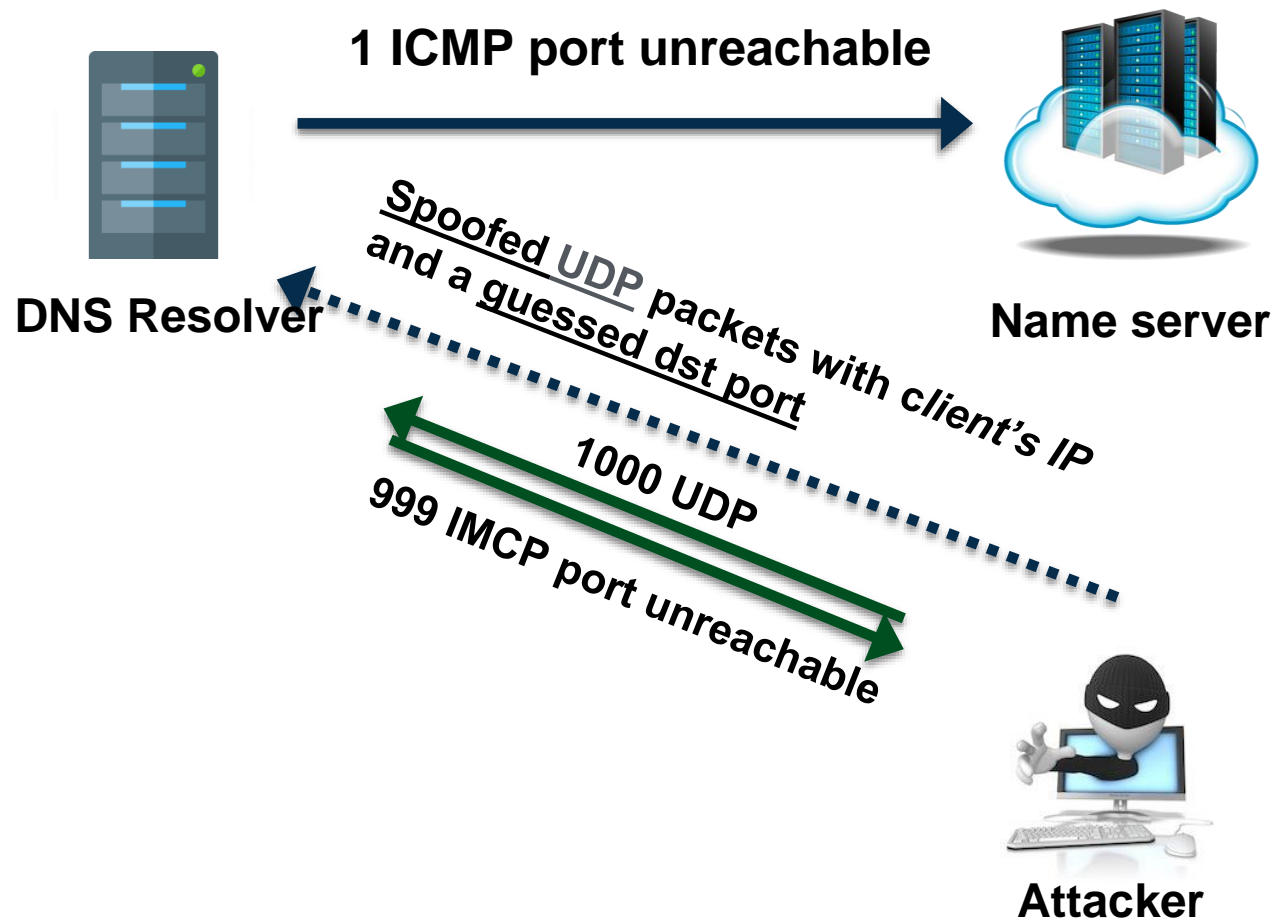 1 ICMP port unreachable
DNS Resolver
Name server
Spoofed UDP packets with client's IP
and a guessed dst port
1000 UDP
999 IMCP port unreachable
Attacker